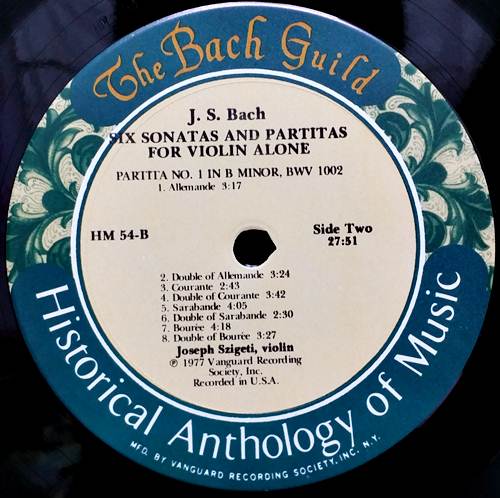 The Bach Guild
J. S. Bach
SIX SONATAS AND PARTITAS
FOR VIOLIN ALONE
PARTITA NO. 1 IN B MINOR, BWV 1002
1. Allemande 3:17
HM 54-B
Side Two
27:51
2. Double of Allemande 3:24
3. Courante 2:43
4. Double of Courante 3:42
5. Sarabande 4:05
6. Double of Sarabande 2:30
7. Bourée 4:18
8. Double of Bourée 3:27
Joseph Szigeti, violin
℗ 1977 Vanguard Recording
Society, Inc.
Recorded in U.S.A.
Historical Anthology of Music
MFD. BY VANGUARD RECORDING SOCIETY, INC. N.Y.